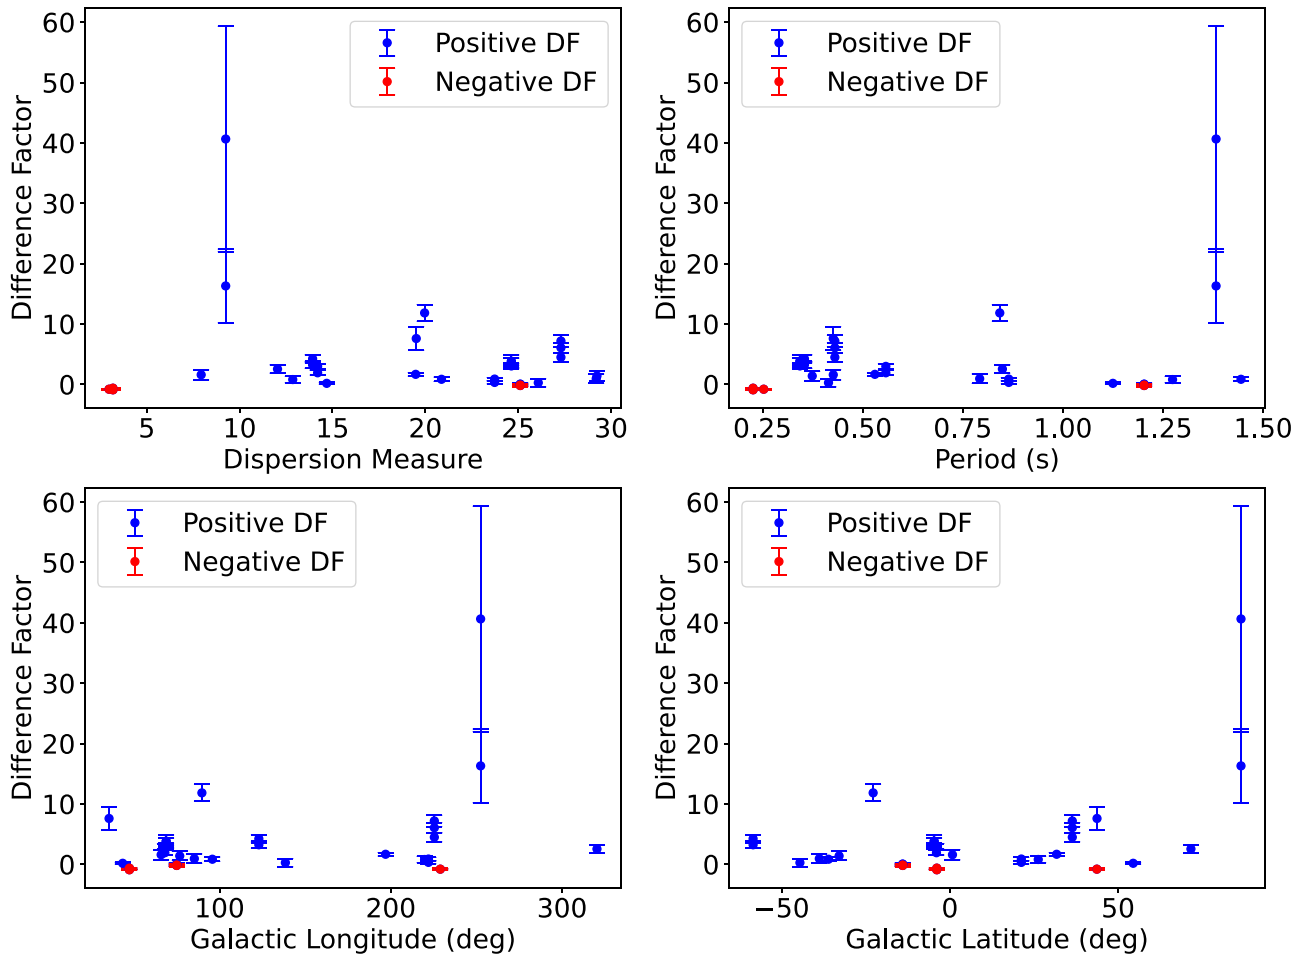 60
50
40
30
20
10
0
Difference Factor
Positive DF
Negative DF
5
10
15
20
25
30
Dispersion Measure
60
50
40
30
20
10
0
Difference Factor
Positive DF
Negative DF
0.25
0.50
0.75
1.00
1.25
1.50
Period (s)
60
50
40
30
20
10
0
Difference Factor
Positive DF
Negative DF
100
200
300
Galactic Longitude (deg)
60
50
40
30
20
10
0
Difference Factor
Positive DF
Negative DF
−50
0
50
Galactic Latitude (deg)